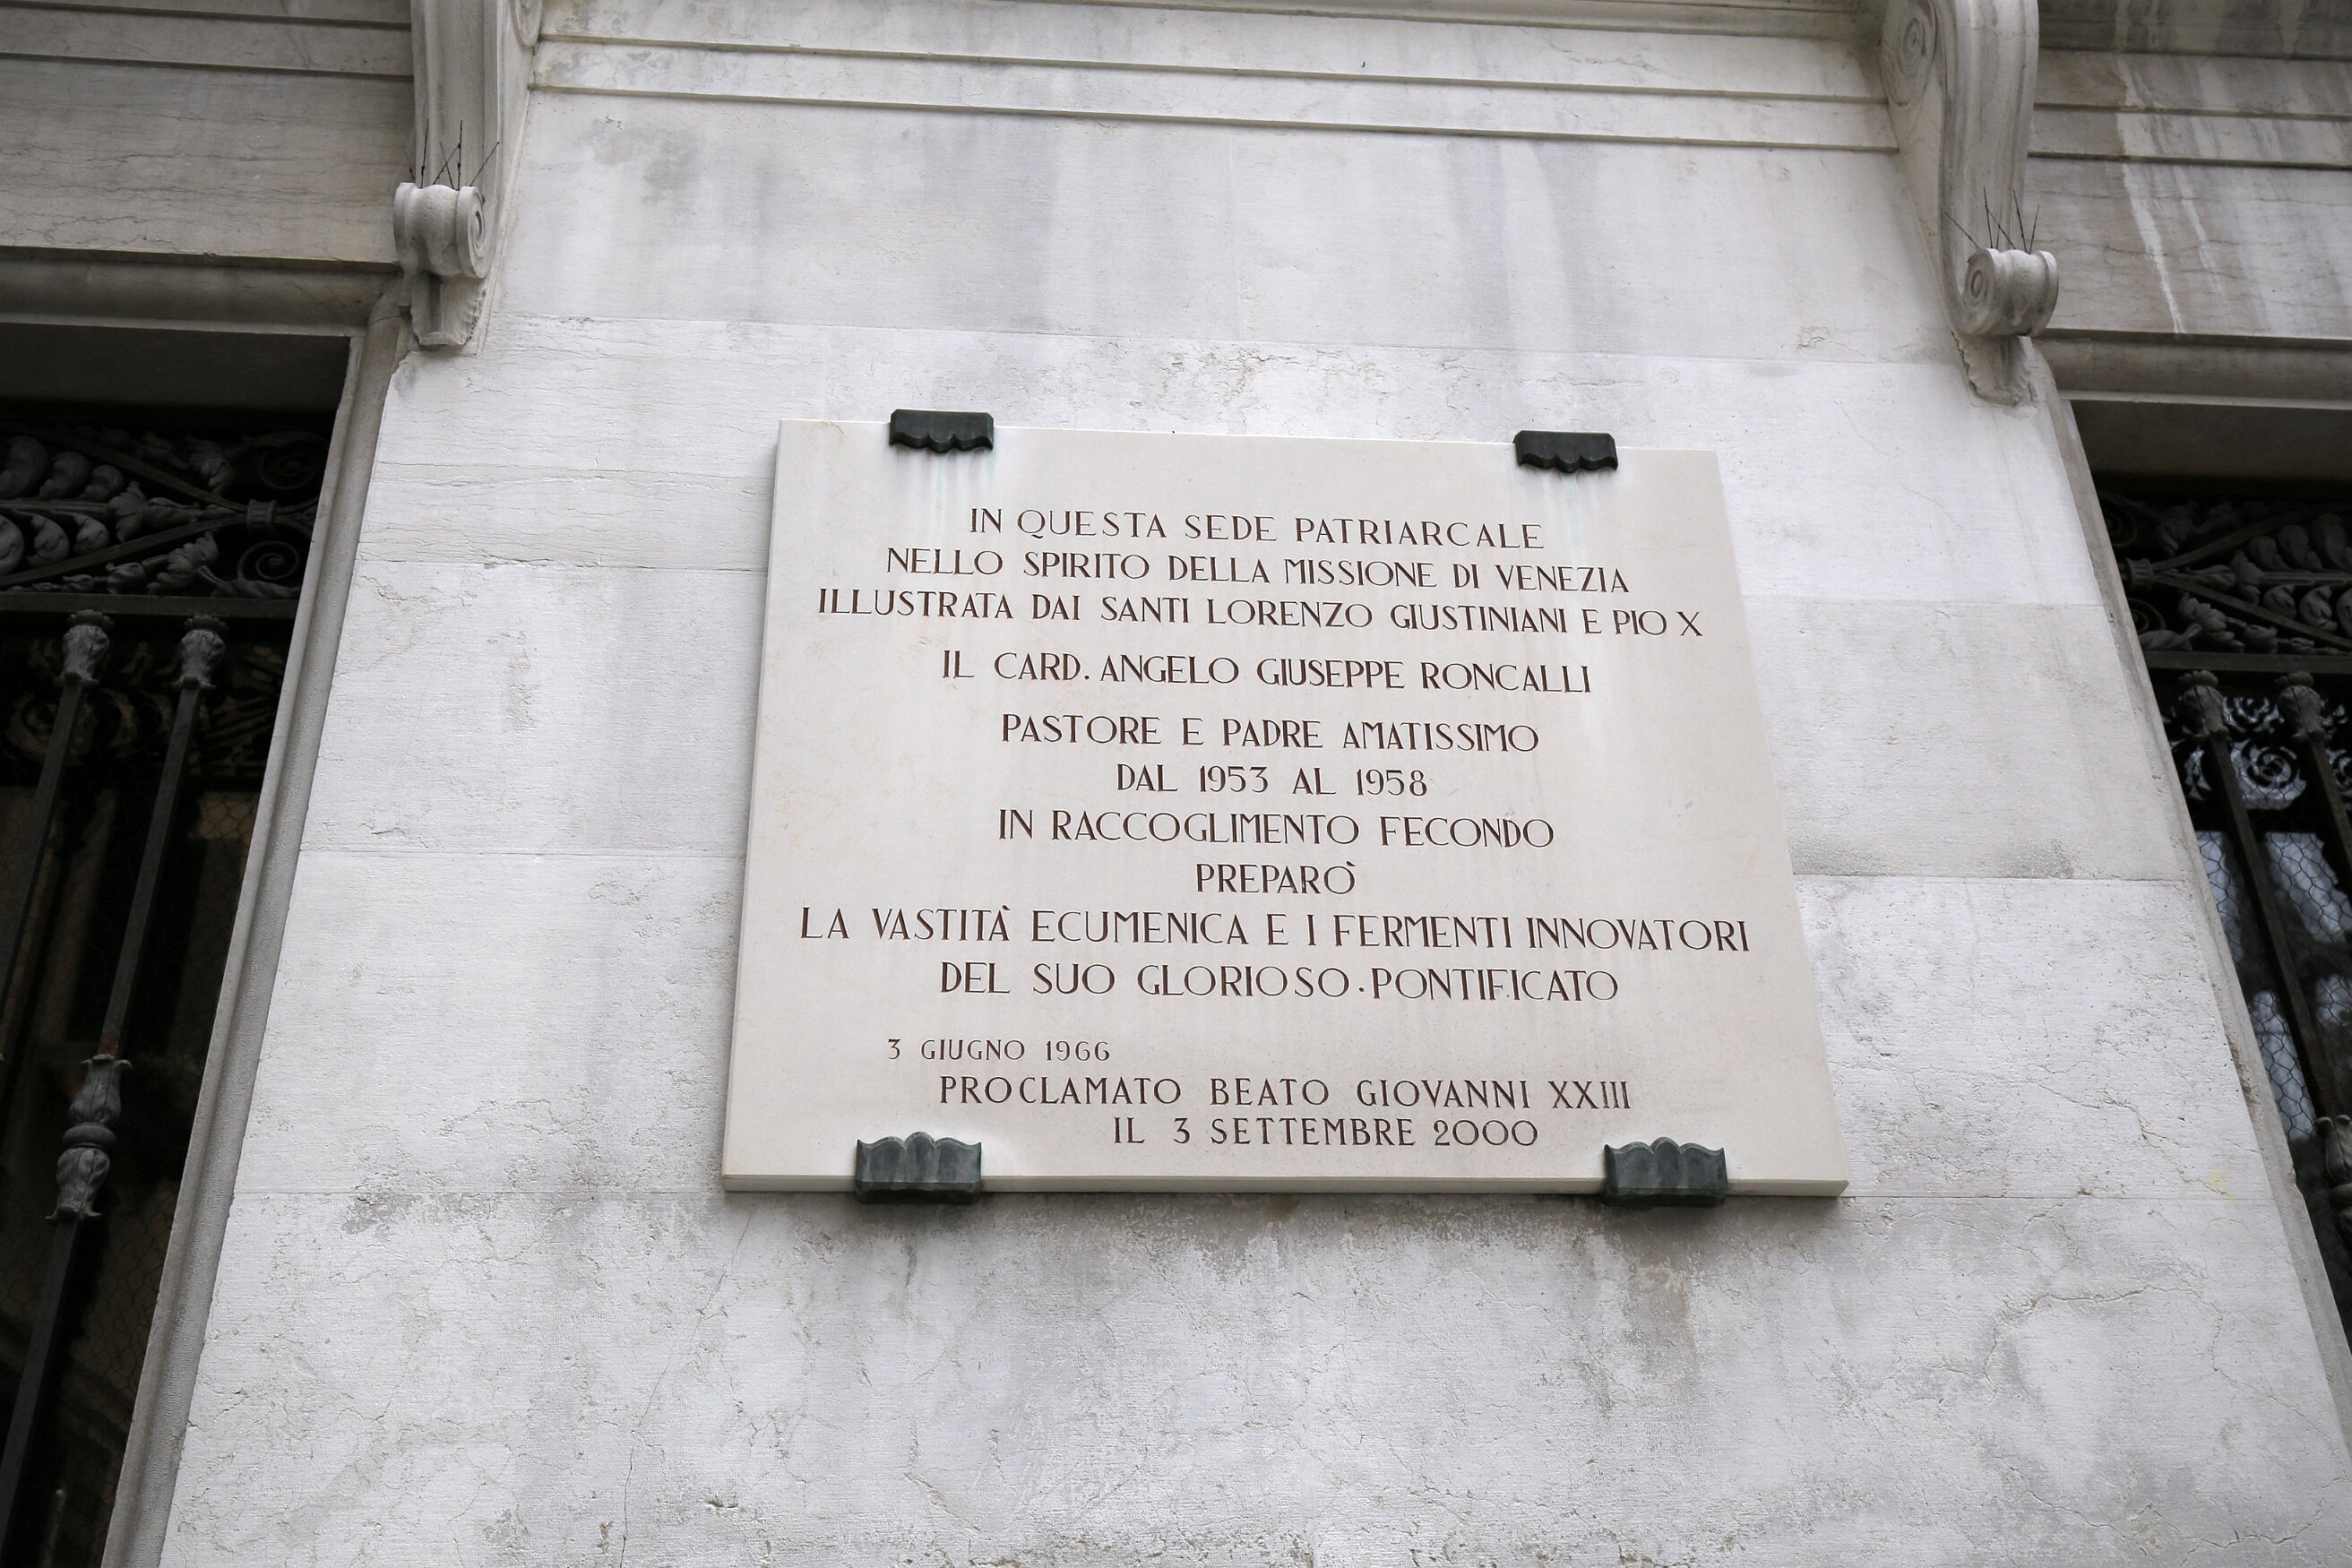 IN QUESTA SEDE PATRIARCALE
NELLO SPIRITO DELLA MISSIONE DI VENEZIA
ILLUSTRATA DAI SANTI LORENZO GIUSTINIANI E PIO X
IL CARD. ANGELO GIUSEPPE RONCALLI
PASTORE E PADRE AMATISSIMO
DAL 1953 AL 1958
IN RACCOGLIMENTO FECONDO
PREPARÒ
LA VASTITÀ ECUMENICA E I FERMENTI INNOVATORI
DEL SUO GLORIOSO·PONTIFICATO
3 GIUGNO 1966
PROCLAMATO BEATO GIOVANNI XXIII
IL 3 SETTEMBRE 2000